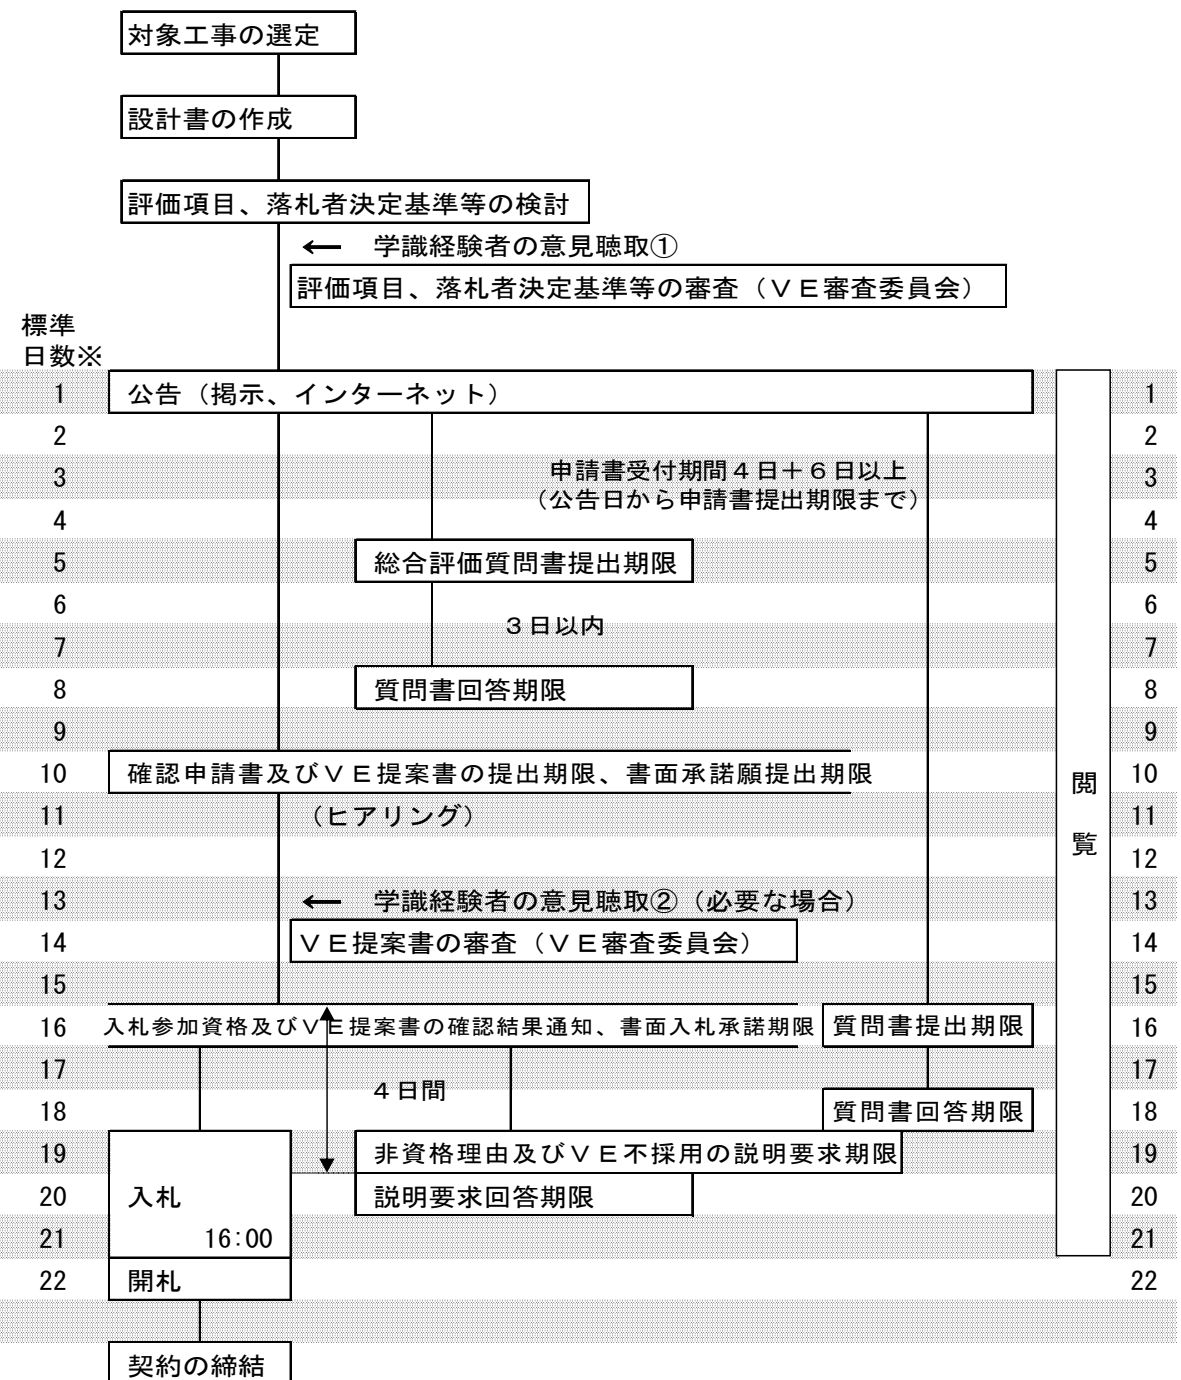 対象工事の選定
設計書の作成
評価項目、落札者決定基準等の検討
← 学識経験者の意見聴取①
評価項目、落札者決定基準等の審査（ＶＥ審査委員会）
標準
日数※
1 公告（掲示、インターネット） 1
2 2
申請書受付期間４日＋６日以上
3 3
（公告日から申請書提出期限まで）
4 4
5 総合評価質問書提出期限 5
6 6
３日以内
7 7
8 質問書回答期限 8
9 9
10 確認申請書及びＶＥ提案書の提出期限、書面承諾願提出期限 10
閲
11 （ヒアリング） 11
覧
12 12
13 ← 学識経験者の意見聴取②（必要な場合） 13
14 ＶＥ提案書の審査（ＶＥ審査委員会） 14
15 15
16 入札参加資格及びＶＥ提案書の確認結果通知、書面入札承諾期限 質問書提出期限 16
17 17
４日間
18 質問書回答期限 18
19 非資格理由及びＶＥ不採用の説明要求期限 19
20 入札 説明要求回答期限 20
21 16:00 21
22 開札 22
契約の締結